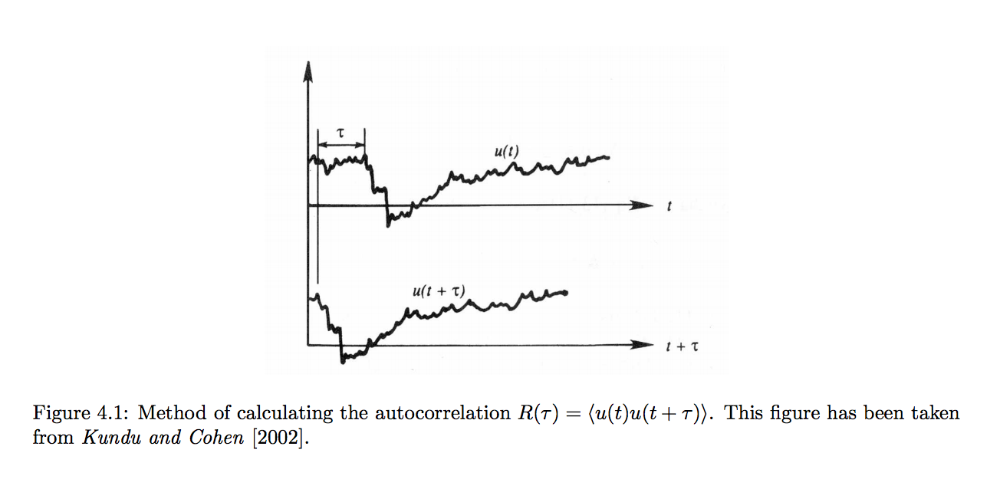 τ
u(t)
t
u(t + τ)
t + τ
Figure 4.1: Method of calculating the autocorrelation R(τ) = ⟨u(t)u(t + τ)⟩. This figure has been taken
from Kundu and Cohen [2002].